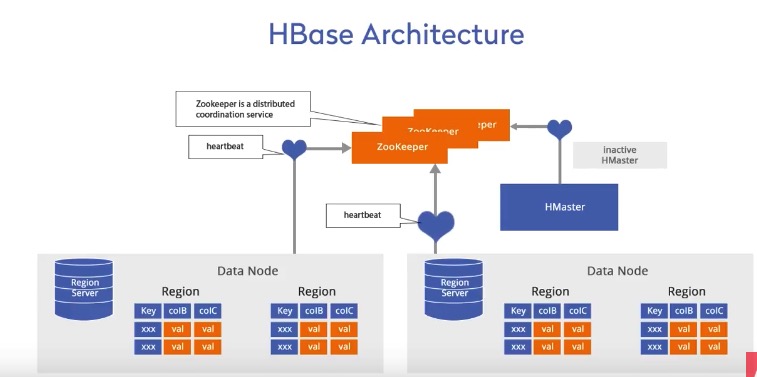 HBase Architecture
Zookeeper is a distributed
coordination service
heartbeat
ZooKeeper
ZooKeeper
eper
inactive
HMaster
HMaster
heartbeat
Data Node
Region
Server
Region
Key colB colC
xxx val val
xxx val val
Region
Key colB colC
xxx val val
xxx val val
Data Node
Region
Server
Region
Key colB colC
xxx val val
xxx val val
Region
Key colB colC
xxx val val
xxx val val